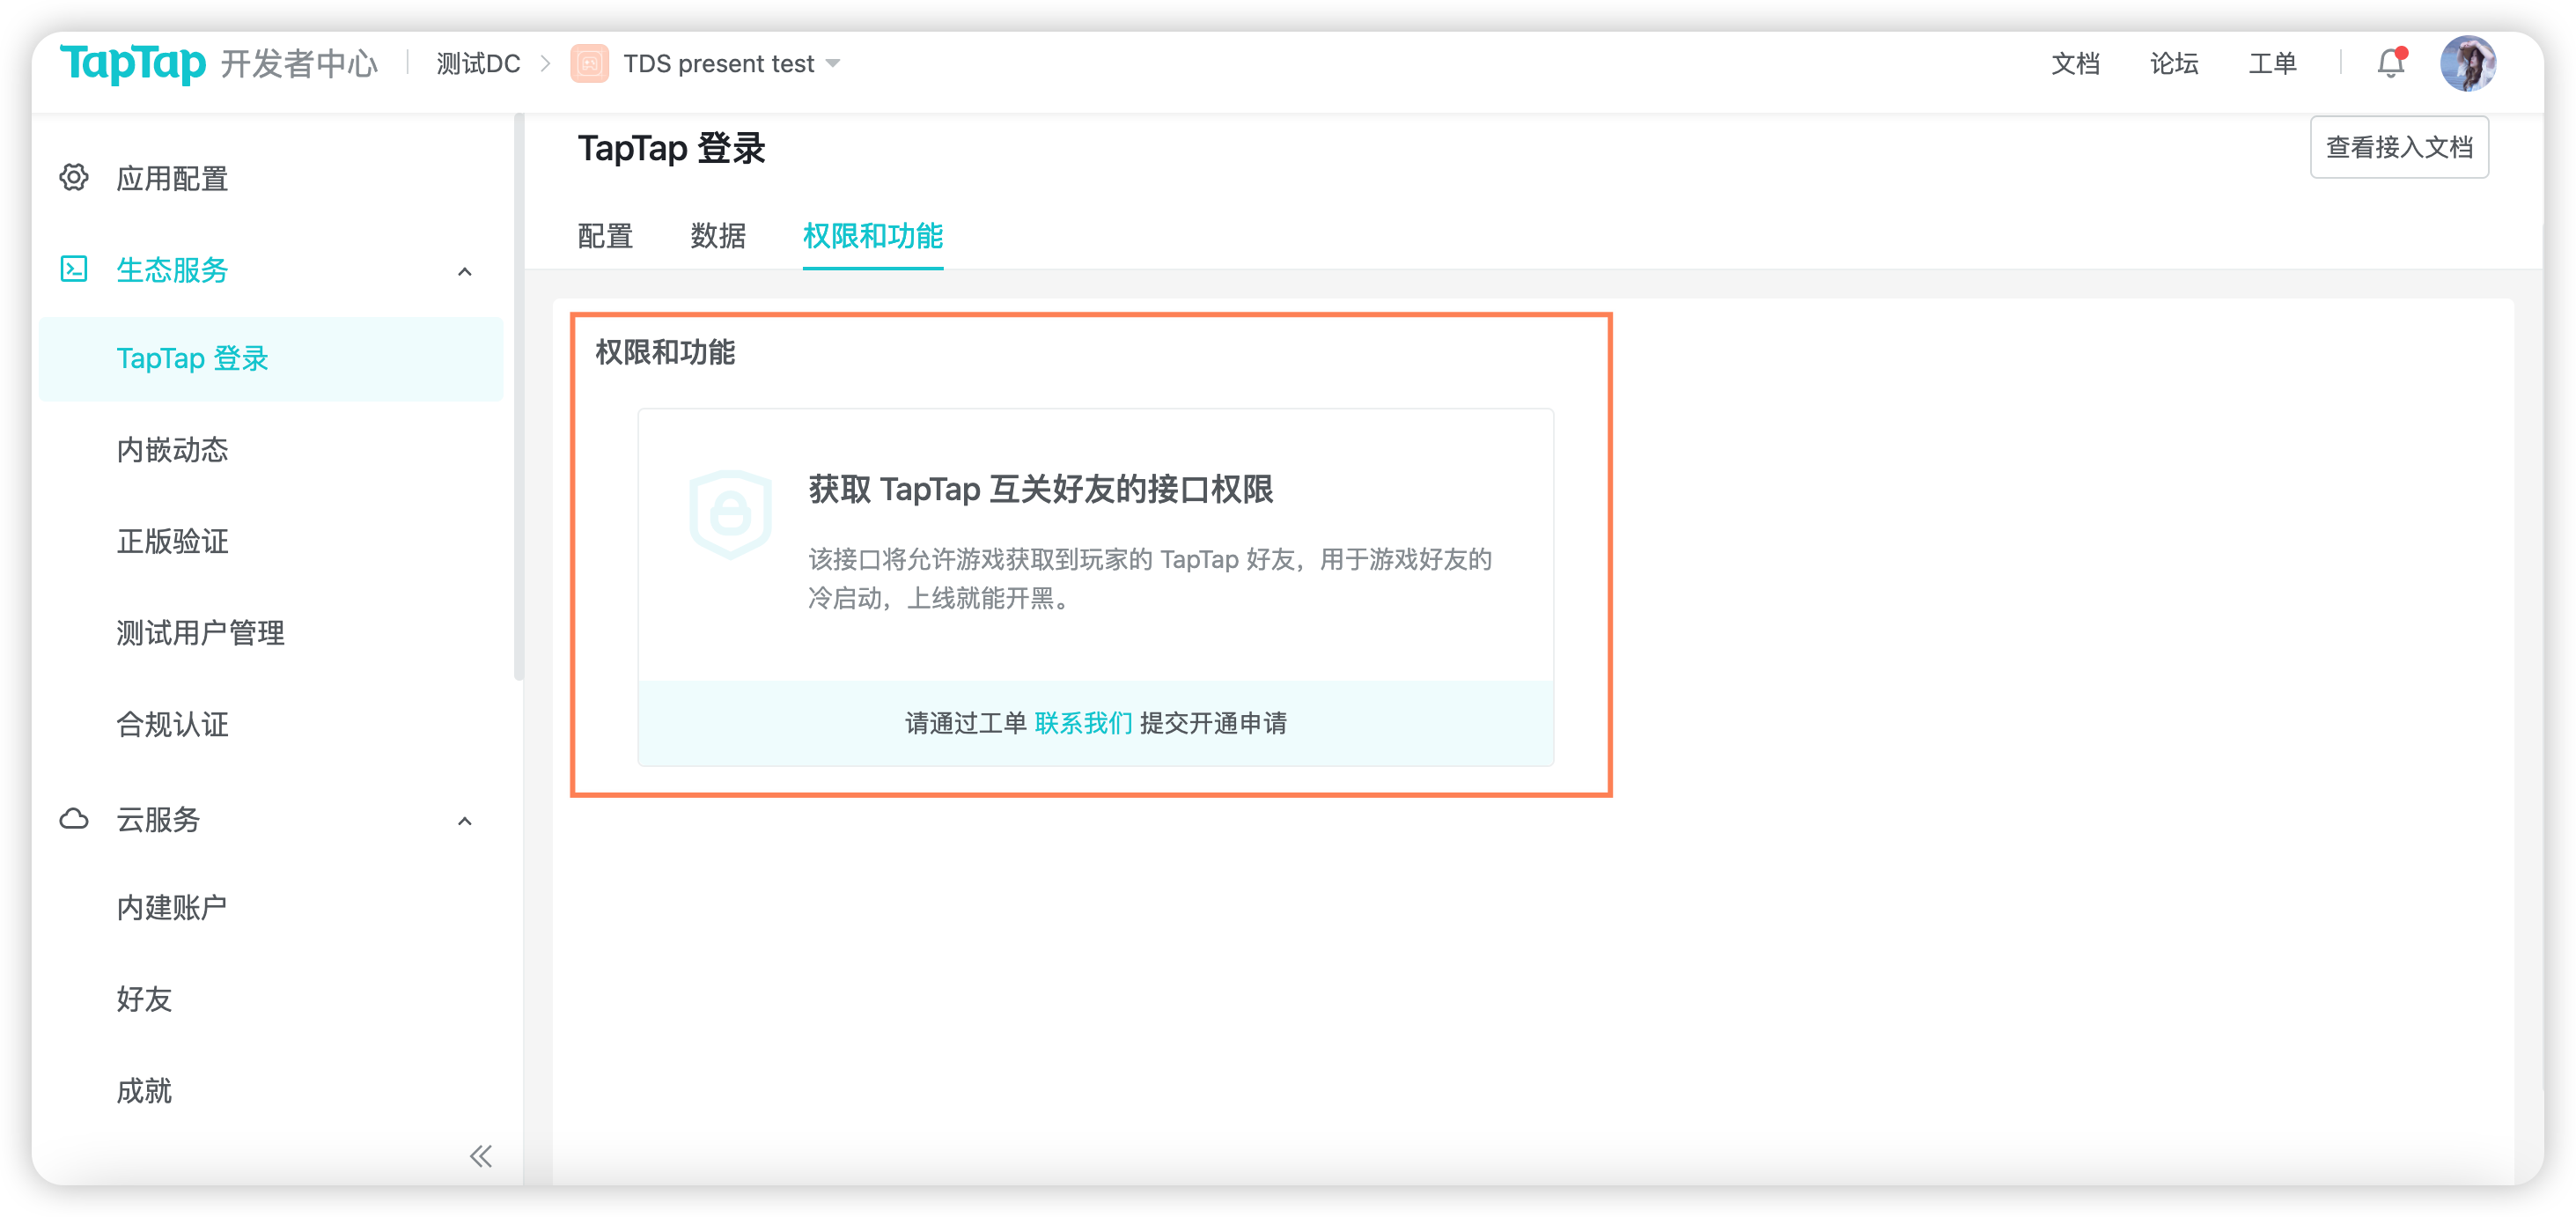 TapTap 开发者中心
测试DC
TDS present test
文档
论坛
工单
应用配置
生态服务
TapTap 登录
内嵌动态
正版验证
测试用户管理
合规认证
云服务
内建账户
好友
成就
TapTap 登录
查看接入文档
配置
数据
权限和功能
权限和功能
获取 TapTap 互关好友的接口权限
该接口将允许游戏获取到玩家的 TapTap 好友，用于游戏好友的
冷启动，上线就能开黑。
请通过工单 联系我们 提交开通申请